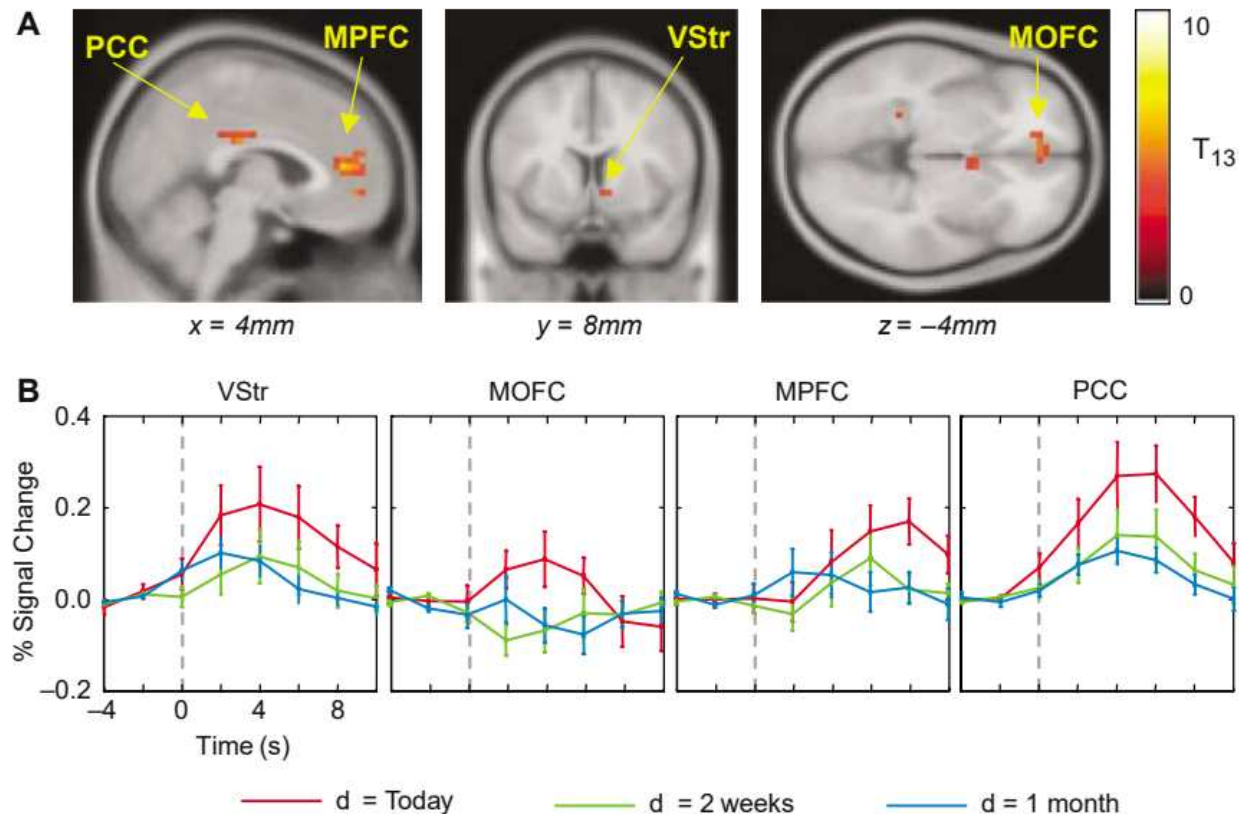 A
PCC
MPFC
VStr
MOFC
10
T13
0
x = 4mm
y = 8mm
z = −4mm
B
VStr
MOFC
MPFC
PCC
% Signal Change
0.4
0.2
0.0
−0.2
−4
0
4
8
Time (s)
d = Today
d = 2 weeks
d = 1 month